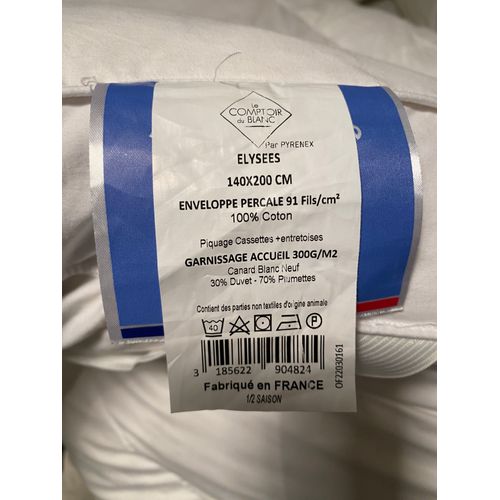 Le
COMPTOIR
du BLANC
Par PYRENEX
ELYSEES
140X200 CM
ENVELOPPE PERCALE 91 Fils/cm²
100% Coton
Piquage Cassettes +entretoises
GARNISSAGE ACCUEIL 300G/M2
Canard Blanc Neuf
30% Duvet - 70% Plumettes
Contient des parties non textiles d'origine animale
40 P
3 185622 904824
Fabriqué en FRANCE
1/2 SAISON
OF22030161